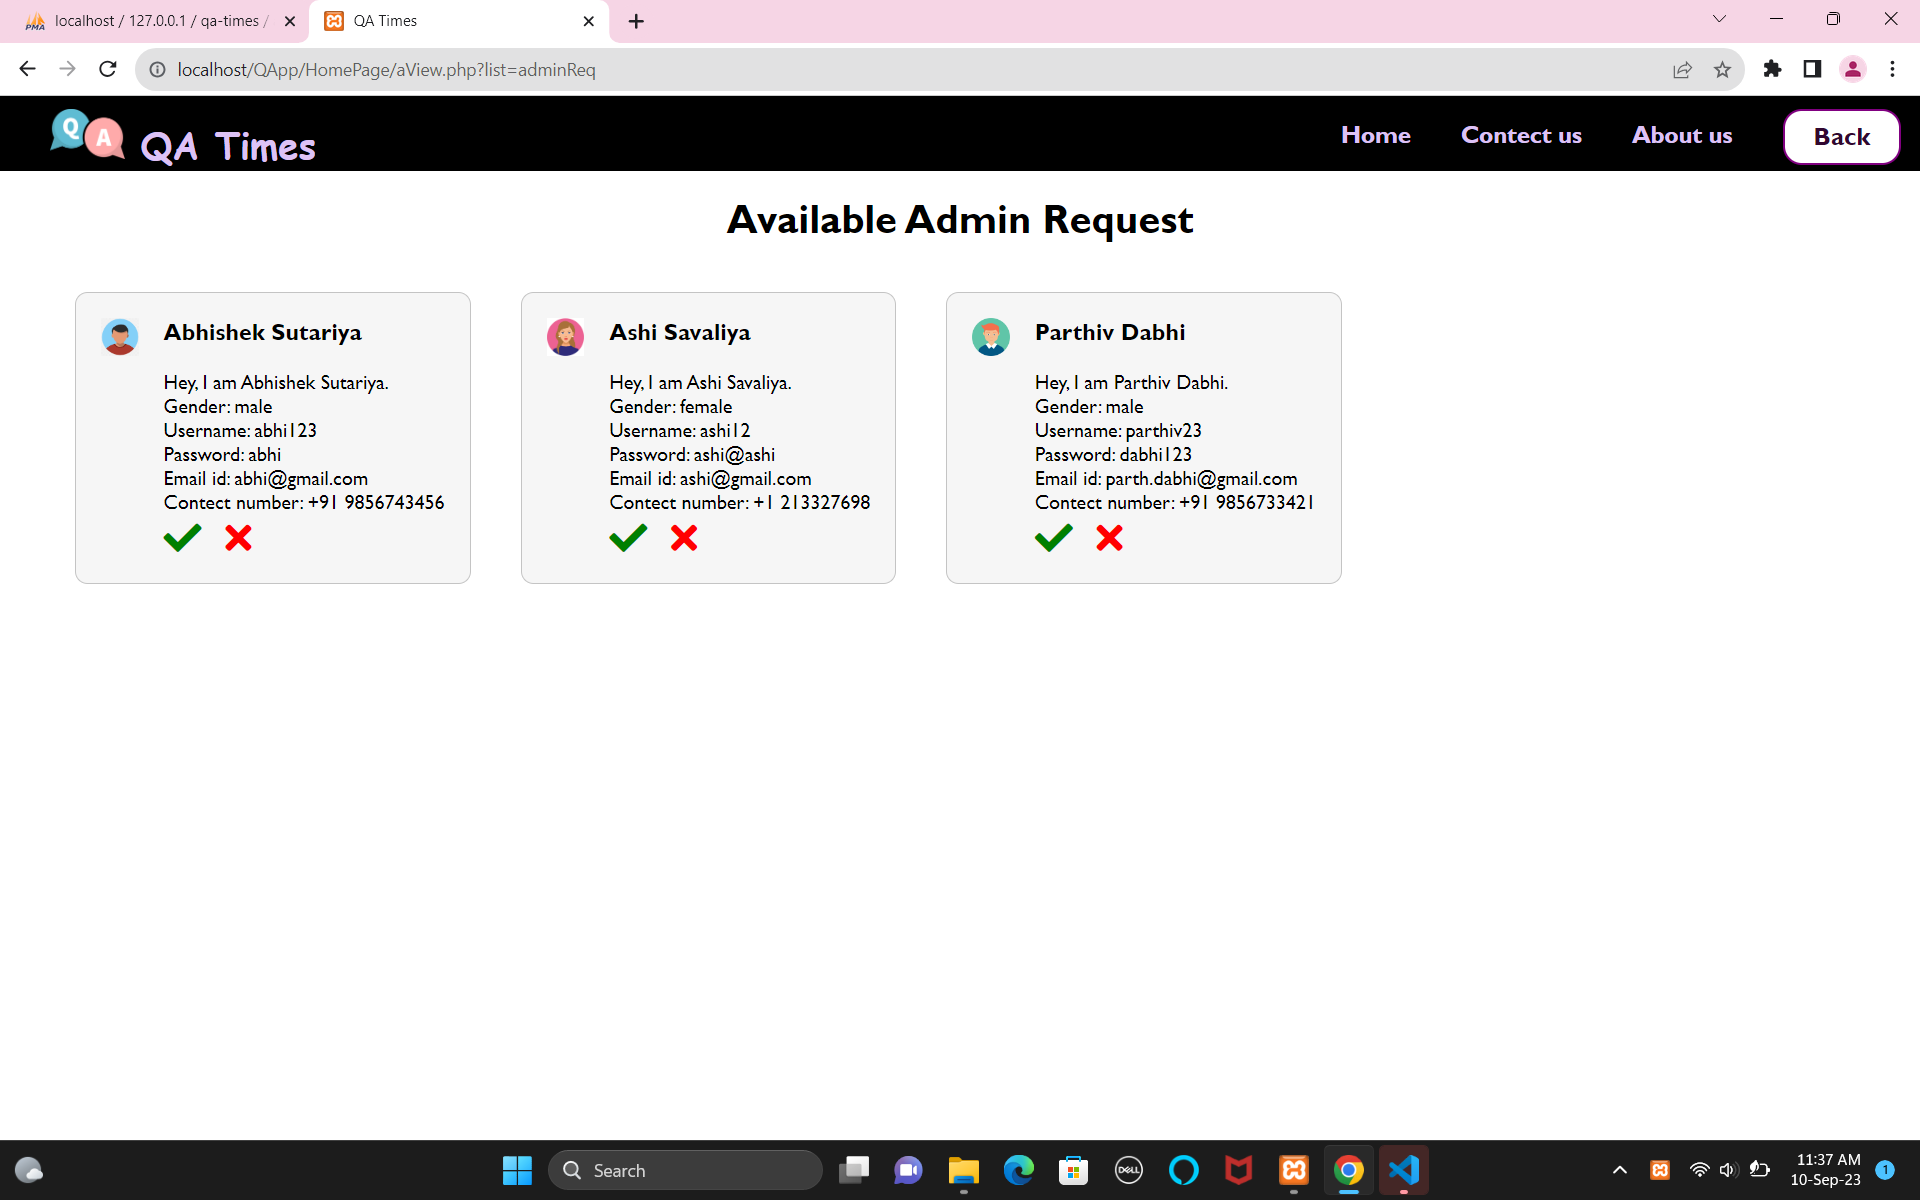 localhost / 127.0.0.1 / qa-times /
QA Times
localhost/QApp/HomePage/aView.php?list=adminReq
Q A QA Times
Home Contect us About us Back
Available Admin Request
Abhishek Sutariya
Hey, I am Abhishek Sutariya.
Gender: male
Username: abhi123
Password: abhi
Email id: abhi@gmail.com
Contect number: +91 9856743456
Ashi Savaliya
Hey, I am Ashi Savaliya.
Gender: female
Username: ashi12
Password: ashi@ashi
Email id: ashi@gmail.com
Contect number: +1 213327698
Parthiv Dabhi
Hey, I am Parthiv Dabhi.
Gender: male
Username: parthiv23
Password: dabhi123
Email id: parth.dabhi@gmail.com
Contect number: +91 9856733421
Search
DELL
11:37 AM
10-Sep-23
1
PMA